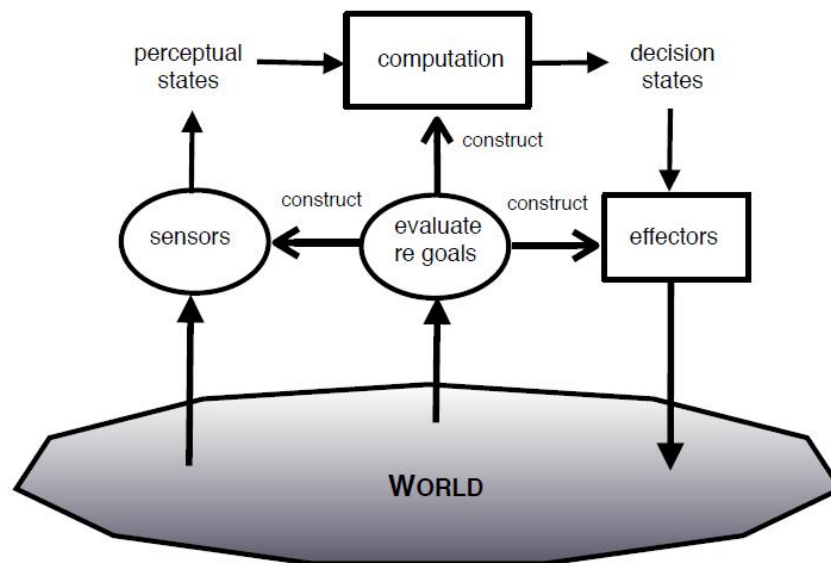 perceptual
states
computation
decision
states
construct
construct
construct
sensors
evaluate
re goals
effectors
WORLD